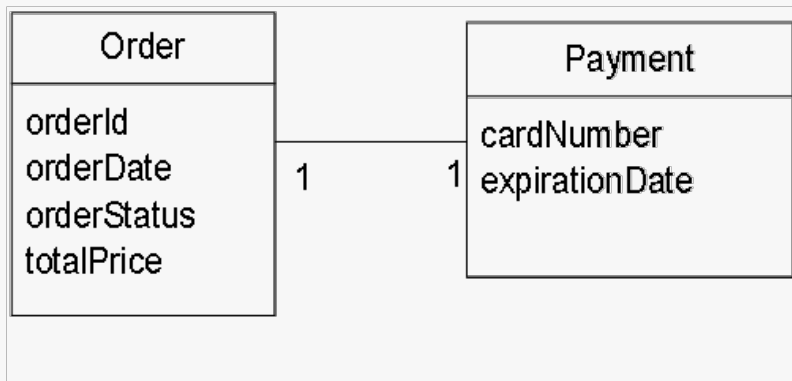 Order
orderId
orderDate
orderStatus
totalPrice
1
1
Payment
cardNumber
expirationDate